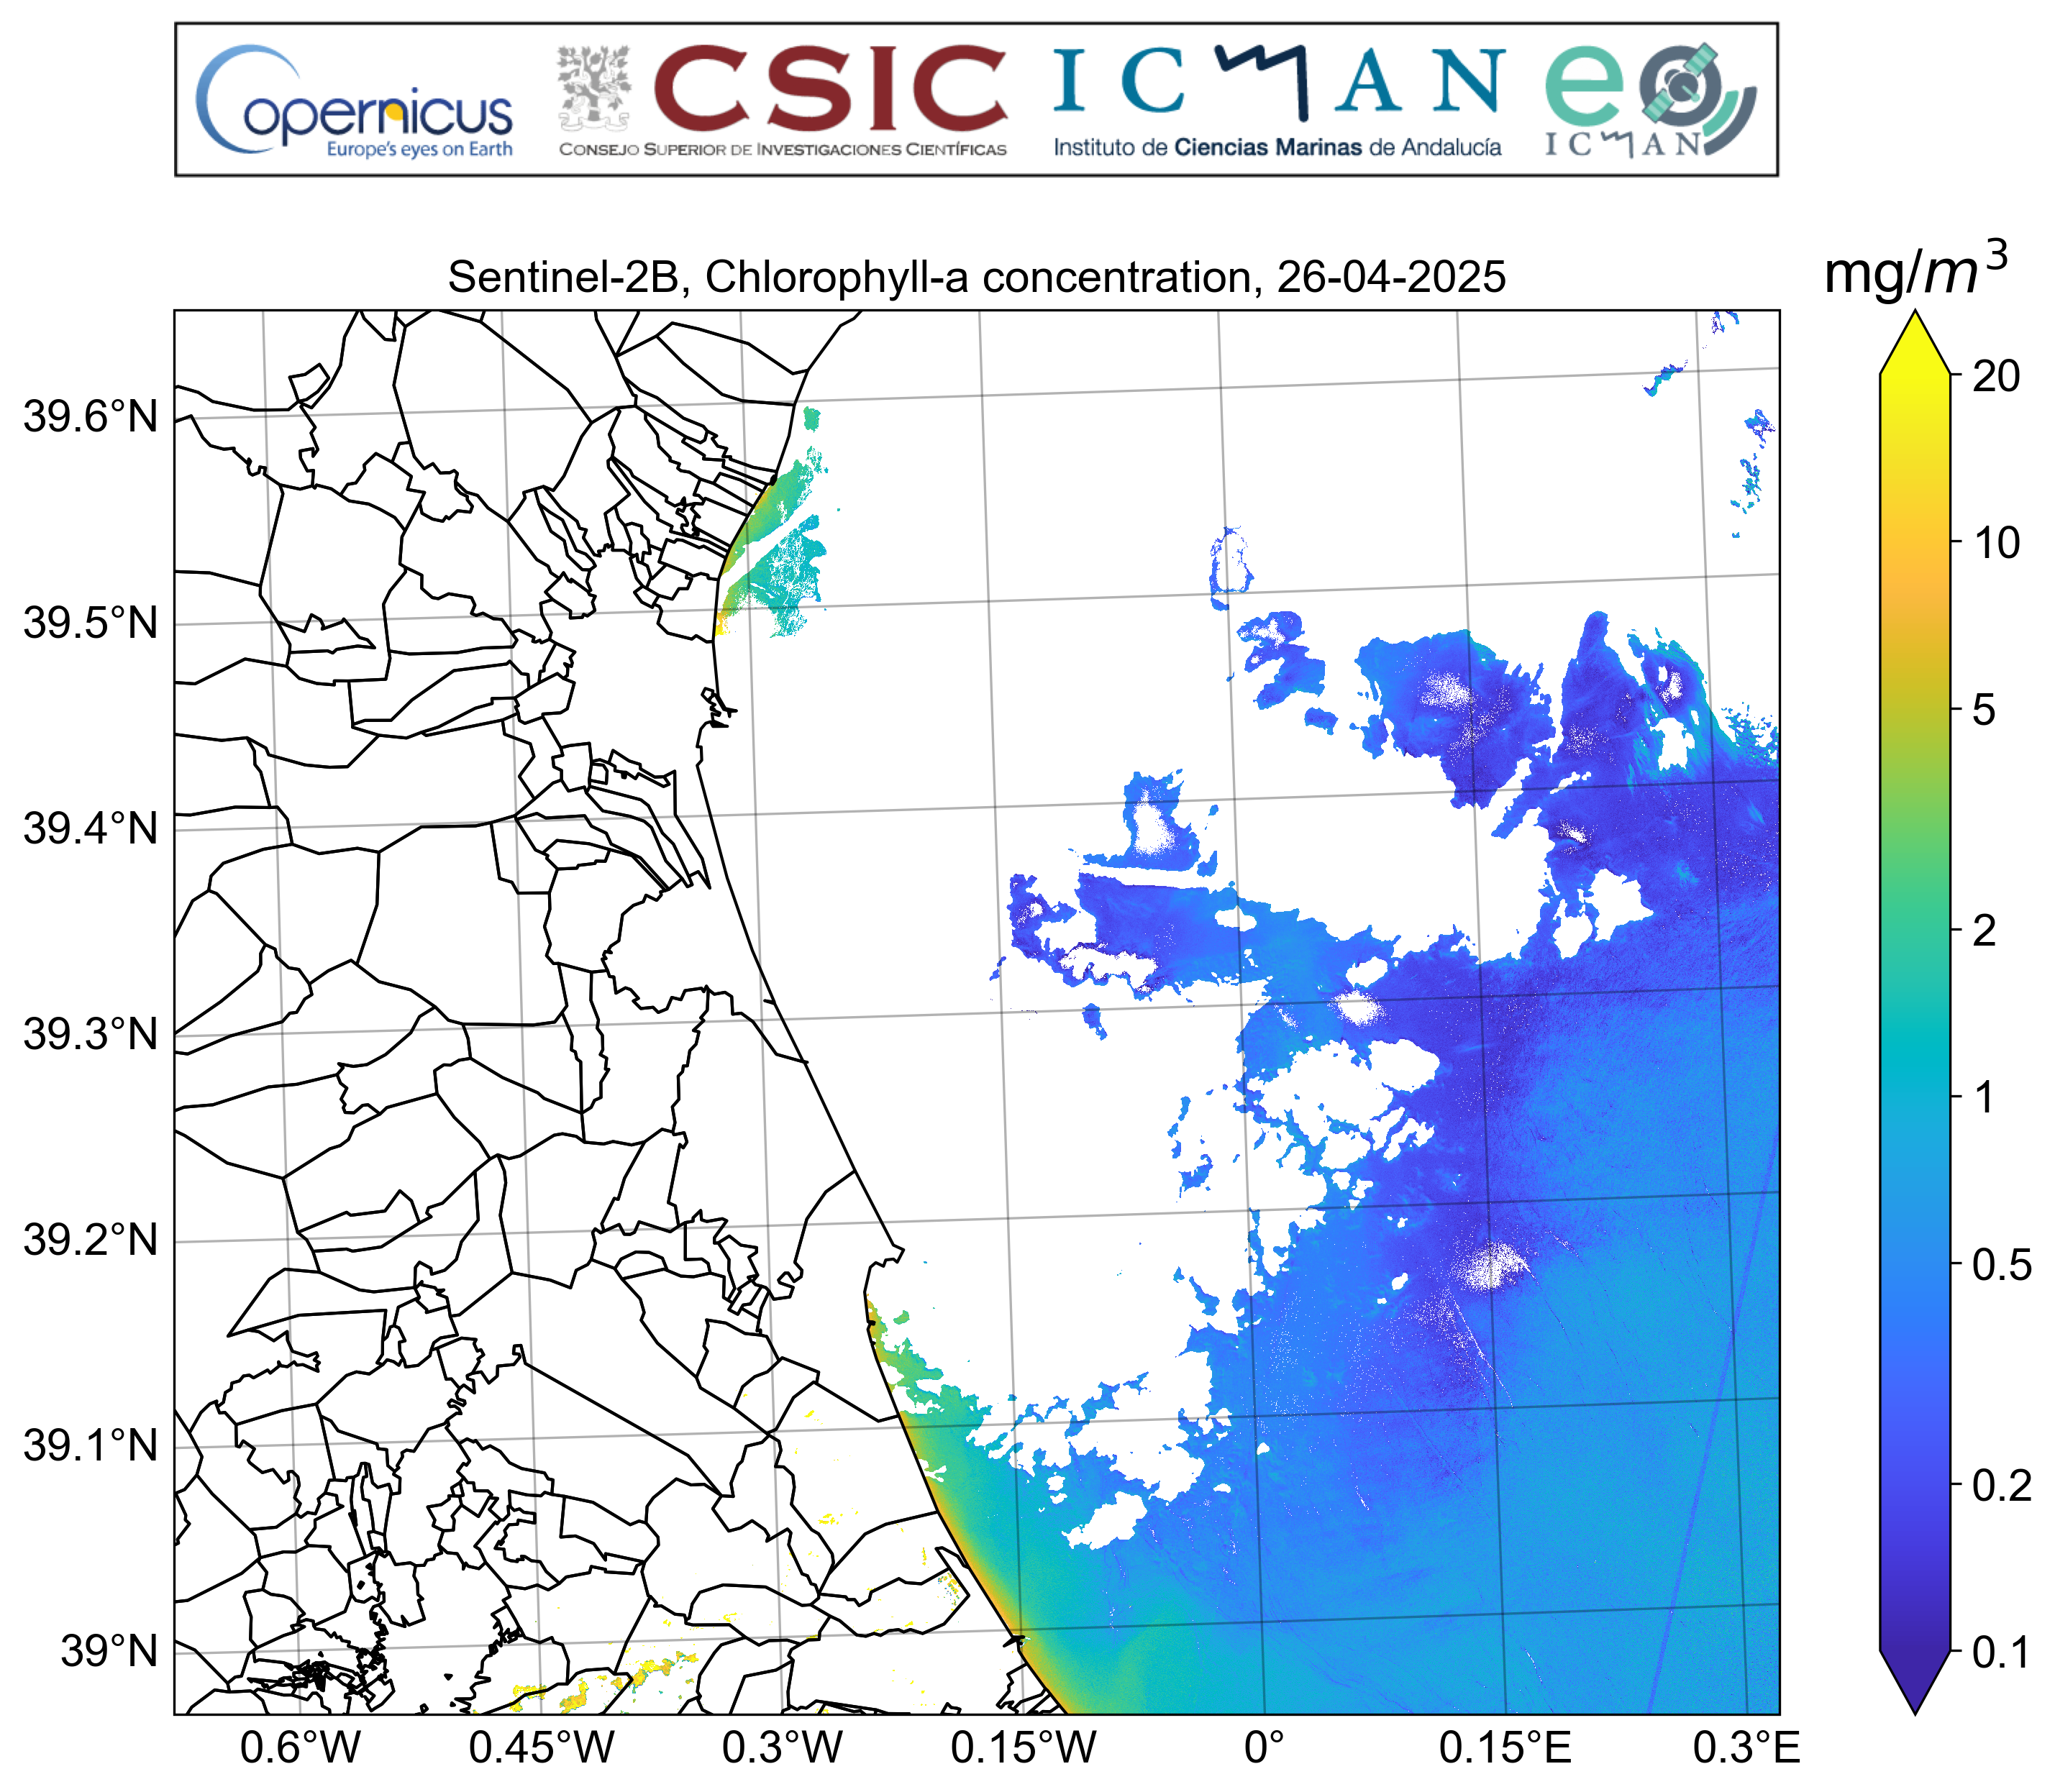 Copernicus
Europe's eyes on Earth
CSIC
CONSEJO SUPERIOR DE INVESTIGACIONES CIENTÍFICAS
ICMAN
Instituto de Ciencias Marinas de Andalucía
eo
ICMAN
Sentinel-2B, Chlorophyll-a concentration, 26-04-2025
mg/m³
39.6°N
39.5°N
39.4°N
39.3°N
39.2°N
39.1°N
39°N
0.6°W
0.45°W
0.3°W
0.15°W
0°
0.15°E
0.3°E
20
10
5
2
1
0.5
0.2
0.1